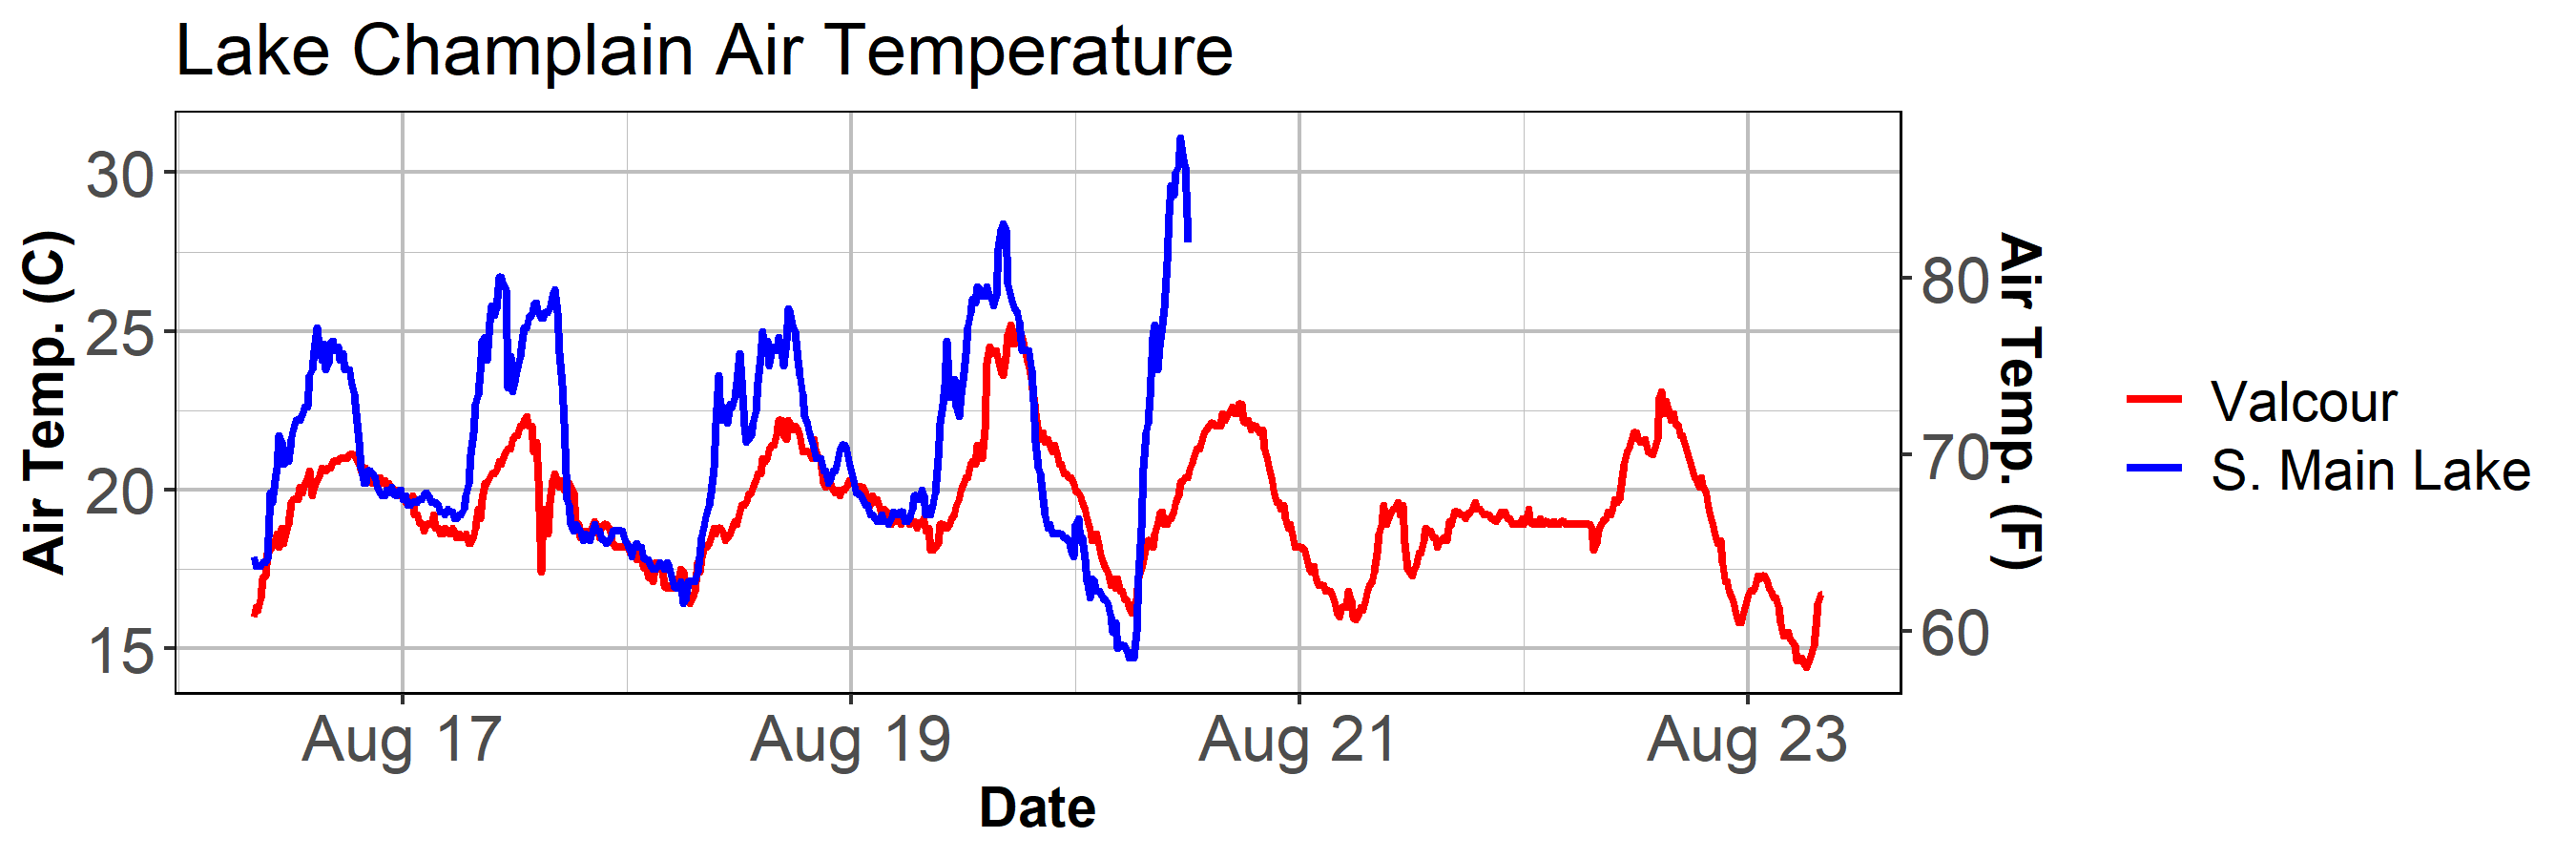 Lake Champlain Air Temperature
Air Temp. (C)
30
25
20
15
80
70
60
Air Temp. (F)
Valcour
S. Main Lake
Aug 17
Aug 19
Aug 21
Aug 23
Date